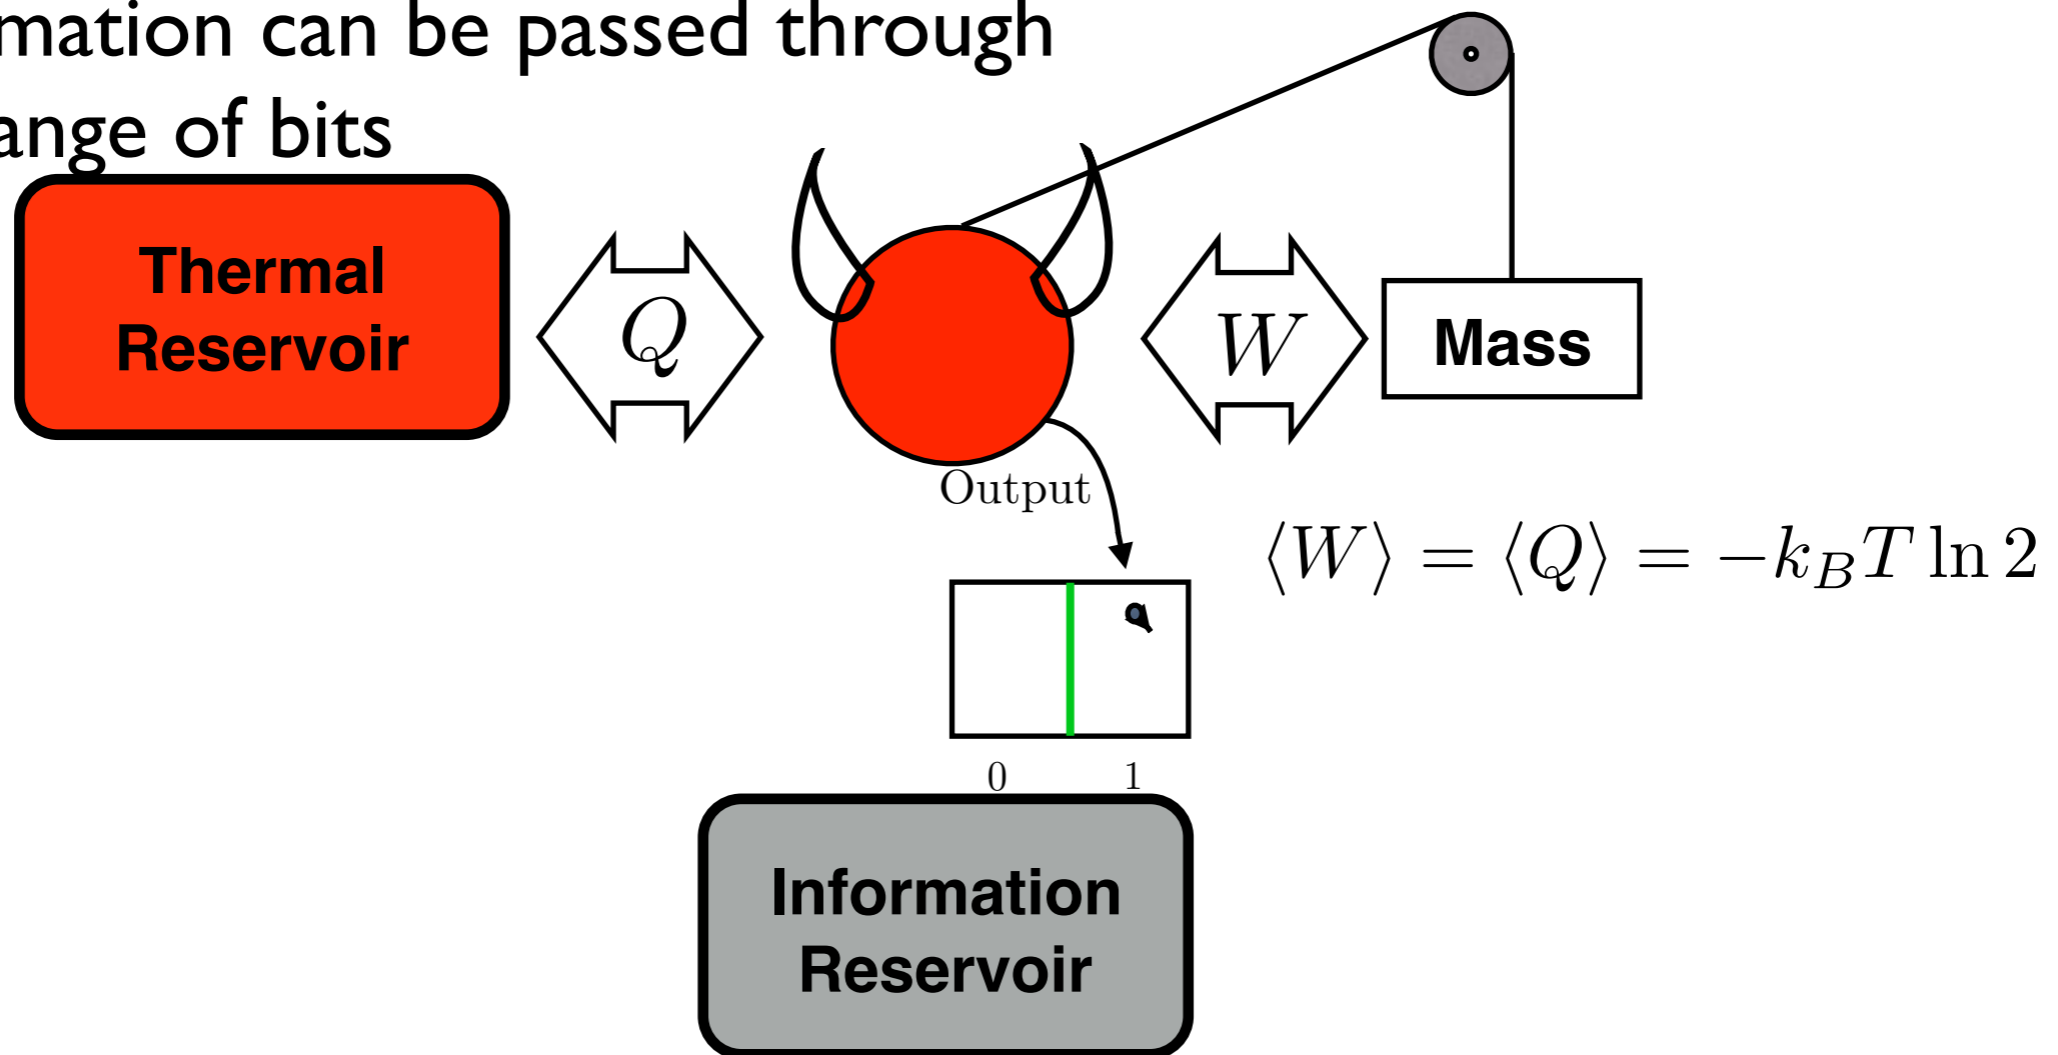 mation can be passed through
ange of bits
Thermal
Reservoir
Q
W
Mass
Output
⟨W⟩ = ⟨Q⟩ = −k_B T ln 2
0 1
Information
Reservoir